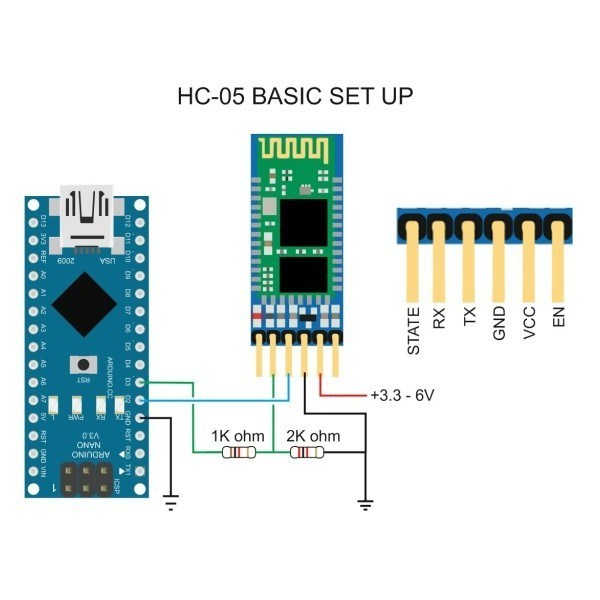 HC-05 BASIC SET UP
D13
3V3
REF
A0
A1
A2
A3
A4
A5
A6
A7
5V
RST
GND
VIN
2009
USA
D12
D11
D10
D9
D8
D7
D6
D5
D4
D3
D2
GND
RST
RX0
TX1
RST
ARDUINO.CC
L
PWR
RX
TX
ARDUINO
NANO
V3.0
ICSP
1
STATE
RX
TX
GND
VCC
EN
+3.3 - 6V
1K ohm
2K ohm